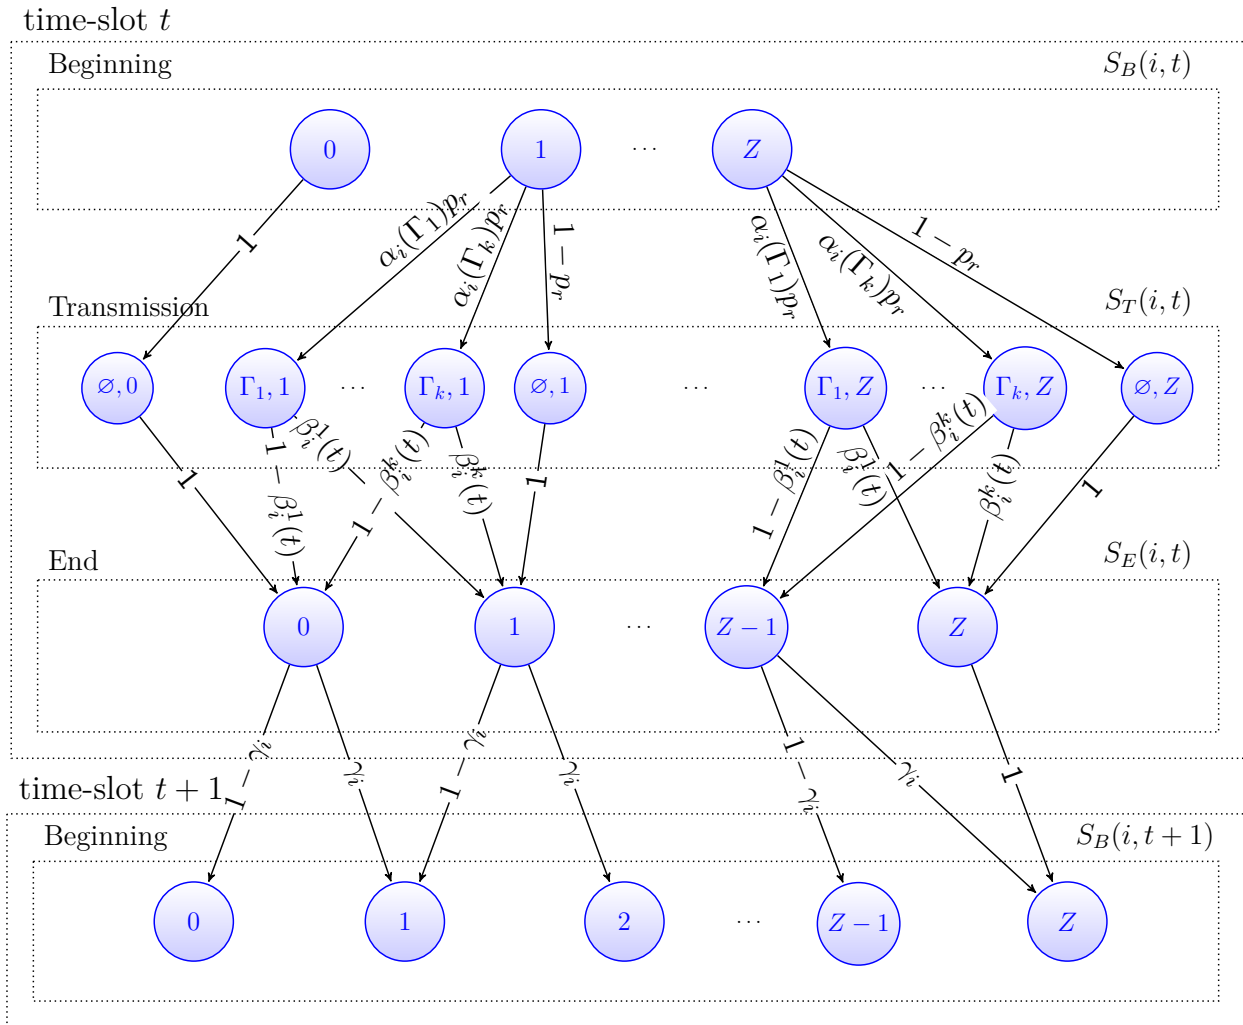 time-slot t
Beginning S_B(i, t)
0 1 ... Z
1 α_i(Γ_1)p_r α_i(Γ_k)p_r 1 − p_r α_i(Γ_1)p_r α_i(Γ_k)p_r 1 − p_r
Transmission S_T(i, t)
∅, 0 Γ_1, 1 ... Γ_k, 1 ∅, 1 ... Γ_1, Z ... Γ_k, Z ∅, Z
1 1 − β_i^1(t) β_i^1(t) 1 − β_i^k(t) β_i^k(t) 1 1 − β_i^1(t) β_i^1(t) 1 − β_i^k(t) β_i^k(t) 1
End S_E(i, t)
0 1 ... Z − 1 Z
1 − γ_i γ_i 1 − γ_i γ_i 1 − γ_i γ_i 1
time-slot t + 1
Beginning S_B(i, t + 1)
0 1 2 ... Z − 1 Z